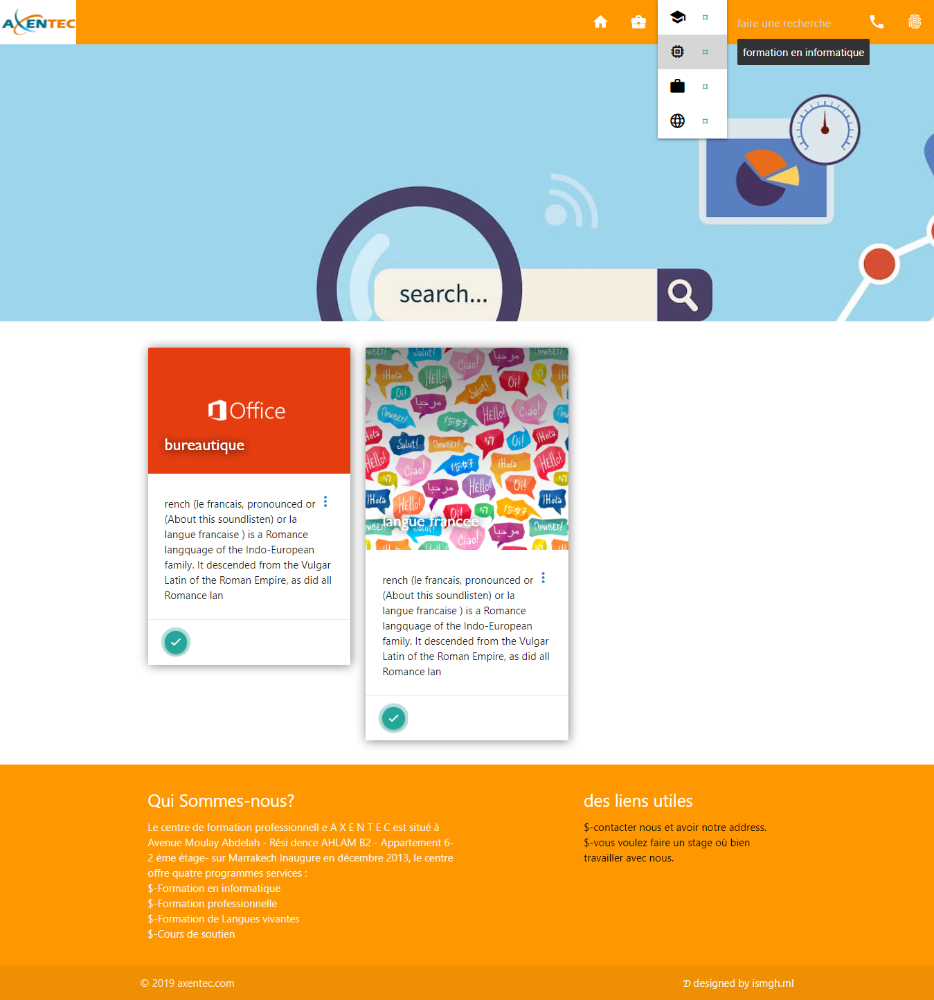 AXENTEC
¤
faire une recherche
¤
formation en informatique
¤
¤
search...
Office
bureautique
rench (le francais, pronounced or
(About this soundlisten) or la
langue francaise ) is a Romance
langquage of the Indo-European
family. It descended from the Vulgar
Latin of the Roman Empire, as did all
Romance lan
langue francee
rench (le francais, pronounced or
(About this soundlisten) or la
langue francaise ) is a Romance
langquage of the Indo-European
family. It descended from the Vulgar
Latin of the Roman Empire, as did all
Romance lan
Qui Sommes-nous?
Le centre de formation professionnell e A X E N T E C est situé à
Avenue Moulay Abdelah - Rési dence AHLAM B2 - Appartement 6-
2 éme étage- sur Marrakech Inaugure en décembre 2013, le centre
offre quatre programmes services :
$-Formation en informatique
$-Formation professionnelle
$-Formation de Langues vivantes
$-Cours de soutien
des liens utiles
$-contacter nous et avoir notre address.
$-vous voulez faire un stage où bien
travailler avec nous.
© 2019 axentec.com
𝒟 designed by ismgh.ml